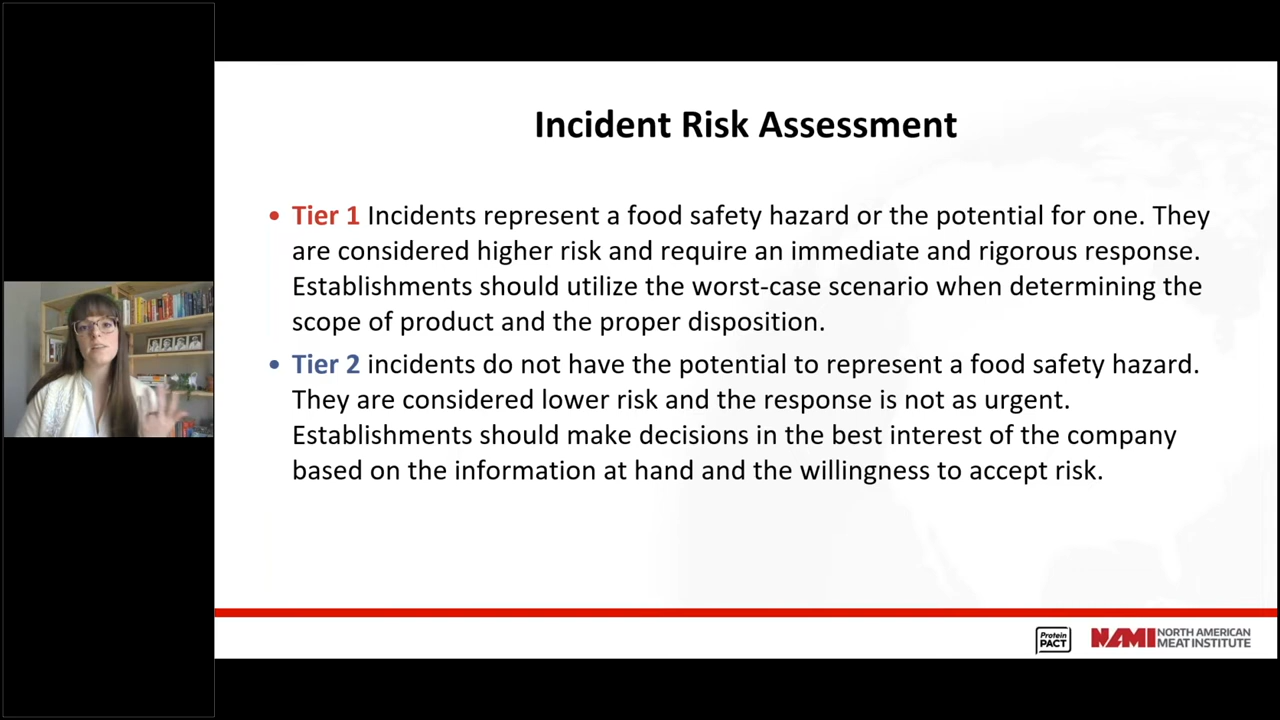 Incident Risk Assessment
• Tier 1 Incidents represent a food safety hazard or the potential for one. They
are considered higher risk and require an immediate and rigorous response.
Establishments should utilize the worst-case scenario when determining the
scope of product and the proper disposition.
• Tier 2 incidents do not have the potential to represent a food safety hazard.
They are considered lower risk and the response is not as urgent.
Establishments should make decisions in the best interest of the company
based on the information at hand and the willingness to accept risk.
Protein
PACT
NAMI NORTH AMERICAN
MEAT INSTITUTE